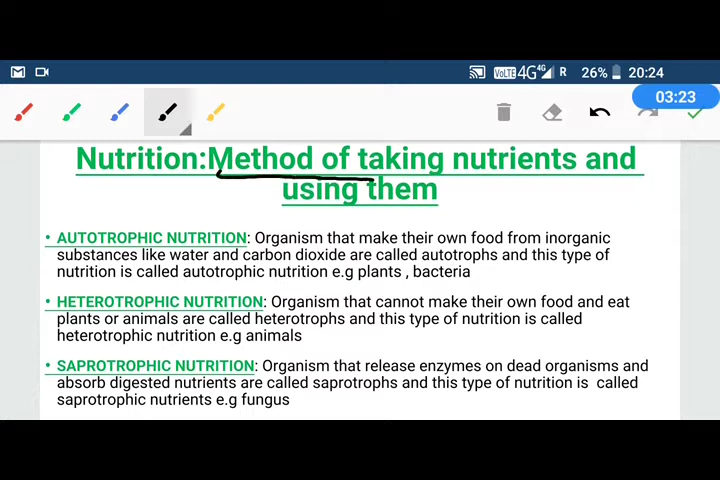 VoLTE 4G 4G R 26% 20:24
03:23
Nutrition:Method of taking nutrients and
using them
• AUTOTROPHIC NUTRITION: Organism that make their own food from inorganic
substances like water and carbon dioxide are called autotrophs and this type of
nutrition is called autotrophic nutrition e.g plants , bacteria
• HETEROTROPHIC NUTRITION: Organism that cannot make their own food and eat
plants or animals are called heterotrophs and this type of nutrition is called
heterotrophic nutrition e.g animals
• SAPROTROPHIC NUTRITION: Organism that release enzymes on dead organisms and
absorb digested nutrients are called saprotrophs and this type of nutrition is  called
saprotrophic nutrients e.g fungus